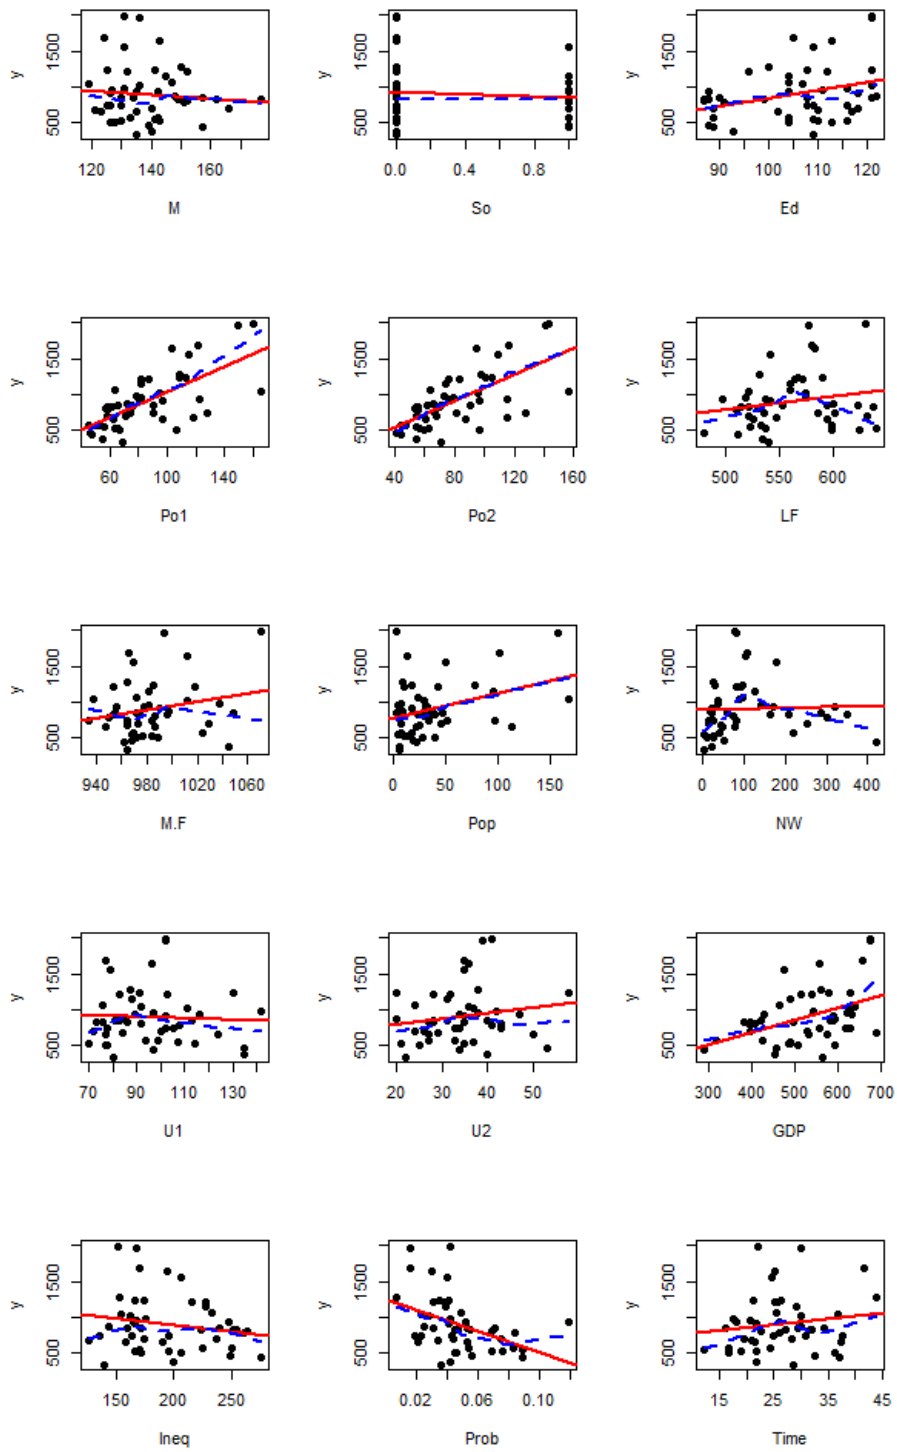 y 500 1500 y 500 1500 y 500 1500
120 140 160 0.0 0.4 0.8 90 100 110 120
M So Ed
y 500 1500 y 500 1500 y 500 1500
60 100 140 40 80 120 160 500 550 600
Po1 Po2 LF
y 500 1500 y 500 1500 y 500 1500
940 980 1020 1060 0 50 100 150 0 100 200 300 400
M.F Pop NW
y 500 1500 y 500 1500 y 500 1500
70 90 110 130 20 30 40 50 300 400 500 600 700
U1 U2 GDP
y 500 1500 y 500 1500 y 500 1500
150 200 250 0.02 0.06 0.10 15 25 35 45
Ineq Prob Time